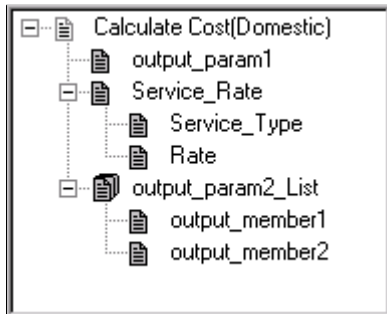 Calculate Cost(Domestic)
output_param1
Service_Rate
Service_Type
Rate
output_param2_List
output_member1
output_member2